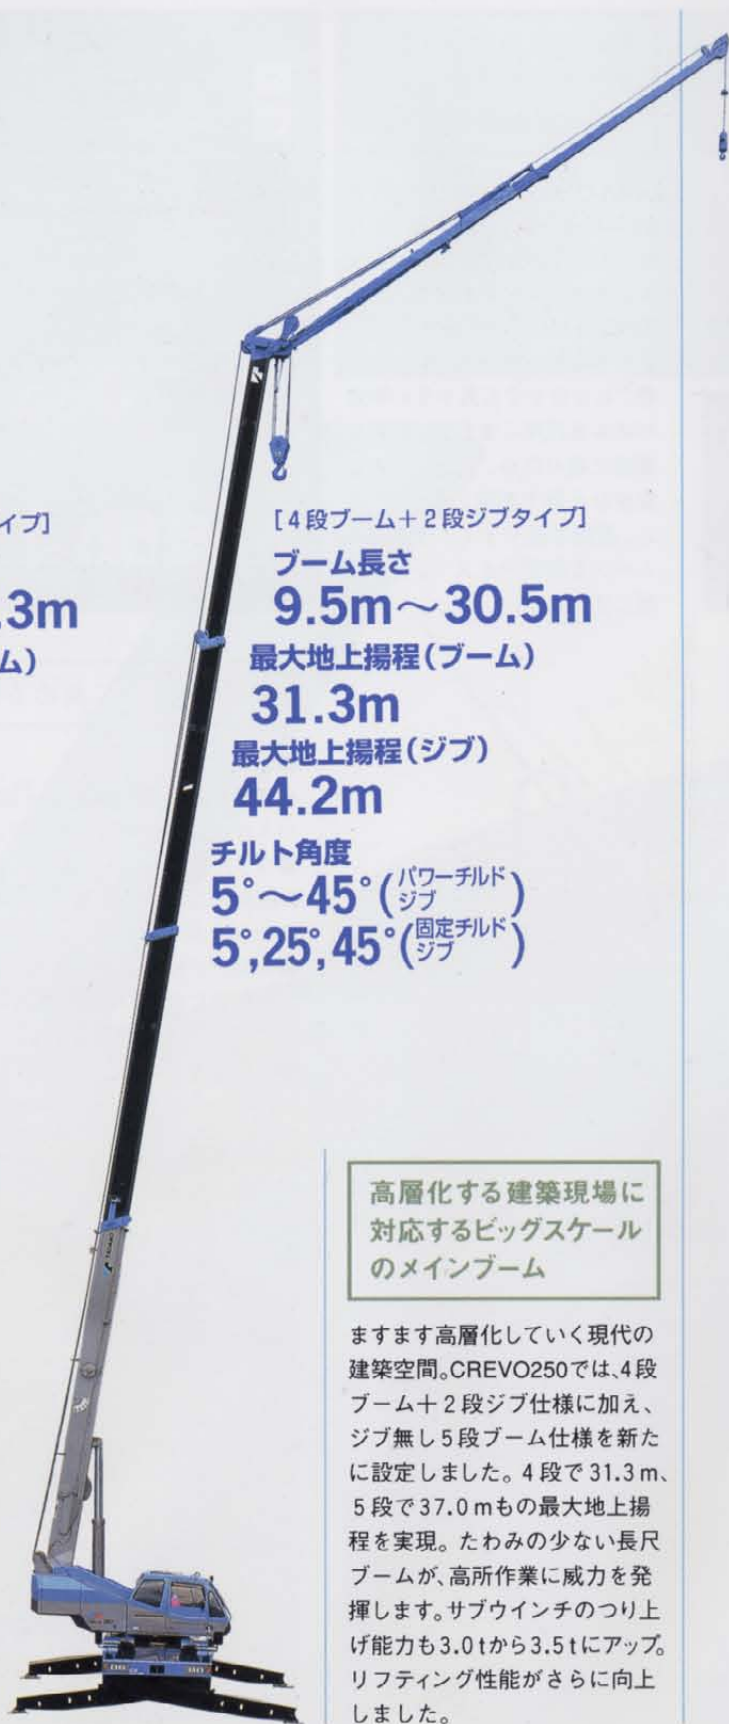 イプ]
.3m
ム)
[4段ブーム＋2段ジブタイプ]
ブーム長さ
9.5m～30.5m
最大地上揚程(ブーム)
31.3m
最大地上揚程(ジブ)
44.2m
チルト角度
5°～45°(パワーチルド
ジブ)
5°,25°,45°(固定チルド
ジブ)
高層化する建築現場に
対応するビッグスケール
のメインブーム
ますます高層化していく現代の
建築空間。CREVO250では、4段
ブーム＋2段ジブ仕様に加え、
ジブ無し5段ブーム仕様を新た
に設定しました。4段で31.3m、
5段で37.0mもの最大地上揚
程を実現。たわみの少ない長尺
ブームが、高所作業に威力を発
揮します。サブウインチのつり上
げ能力も3.0tから3.5tにアップ。
リフティング性能がさらに向上
しました。
TADANO